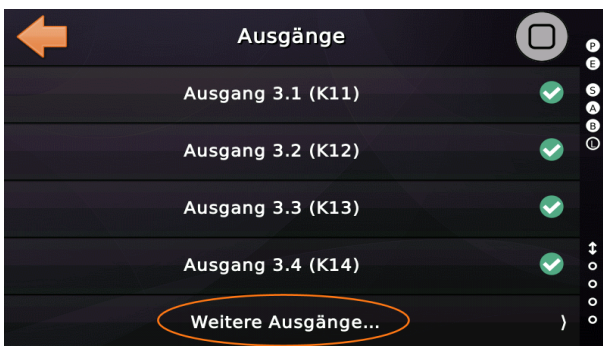 Ausgänge
Ausgang 3.1 (K11)
Ausgang 3.2 (K12)
Ausgang 3.3 (K13)
Ausgang 3.4 (K14)
Weitere Ausgänge...
P
E
S
A
B
L